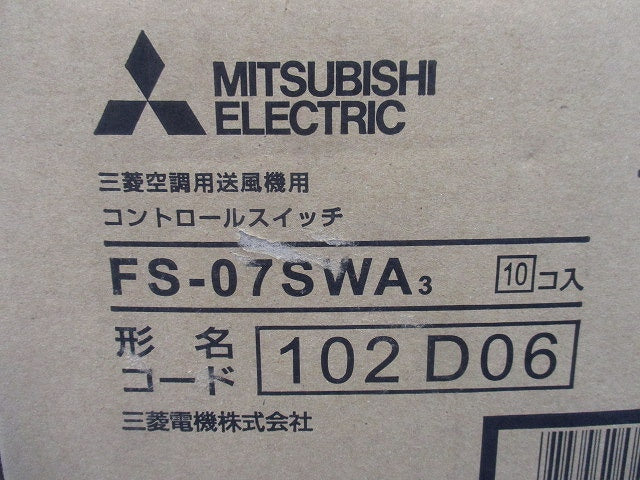 MITSUBISHI
ELECTRIC
三菱空調用送風機用
コントロールスイッチ
FS-07SWA3 10コ入
形名
コード 102 D06
三菱電機株式会社